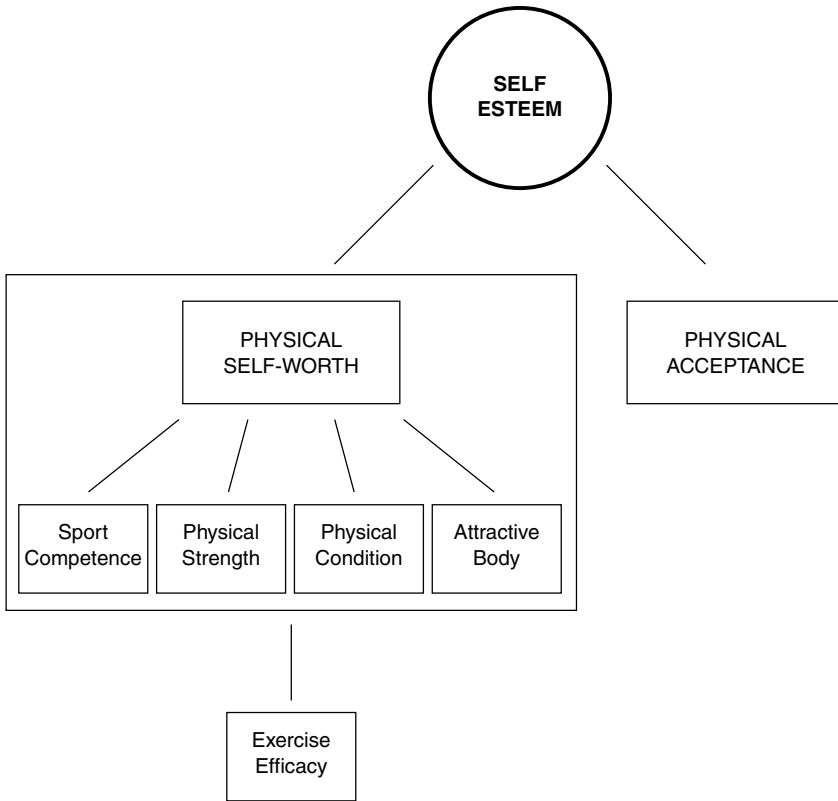 SELF
ESTEEM
PHYSICAL
SELF-WORTH
PHYSICAL
ACCEPTANCE
Sport
Competence
Physical
Strength
Physical
Condition
Attractive
Body
Exercise
Efficacy